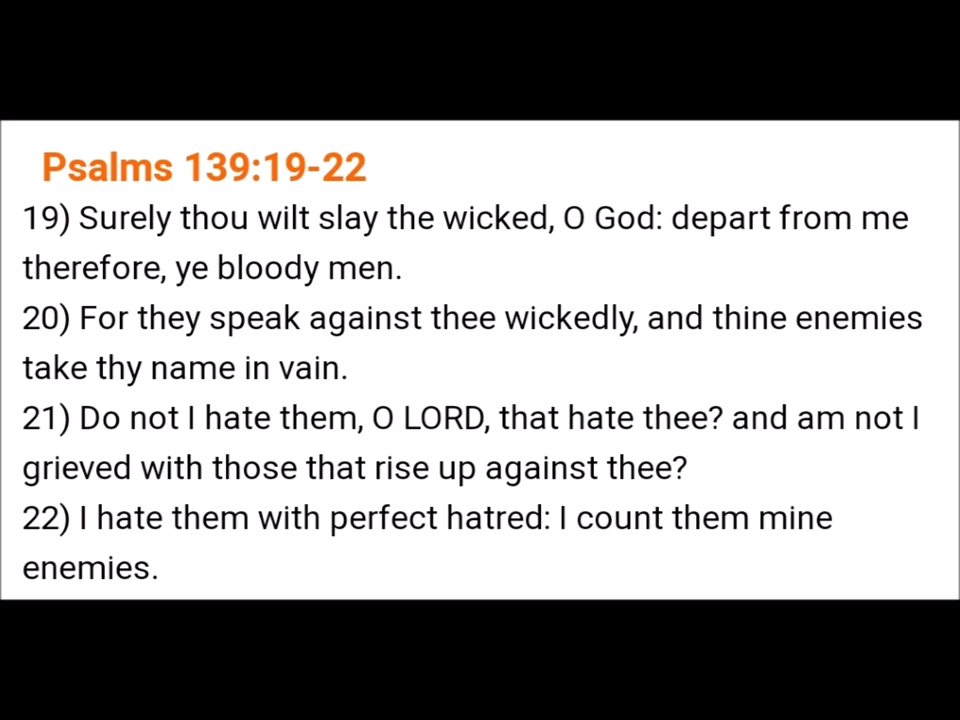 Psalms 139:19-22
19) Surely thou wilt slay the wicked, O God: depart from me
therefore, ye bloody men.
20) For they speak against thee wickedly, and thine enemies
take thy name in vain.
21) Do not I hate them, O LORD, that hate thee? and am not I
grieved with those that rise up against thee?
22) I hate them with perfect hatred: I count them mine
enemies.